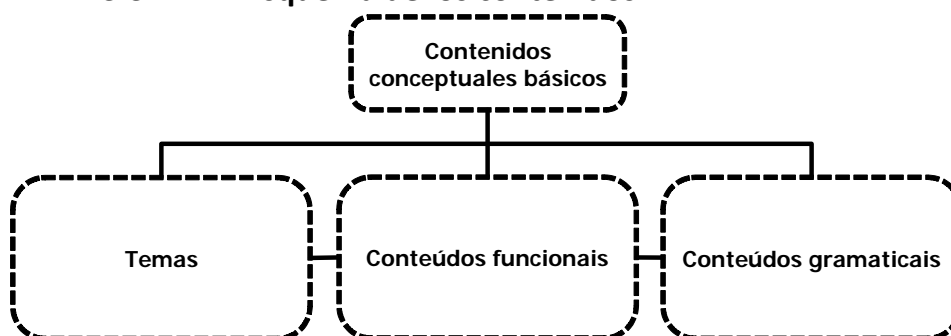 Contenidos
conceptuales básicos
Temas
Conteúdos funcionais
Conteúdos gramaticais